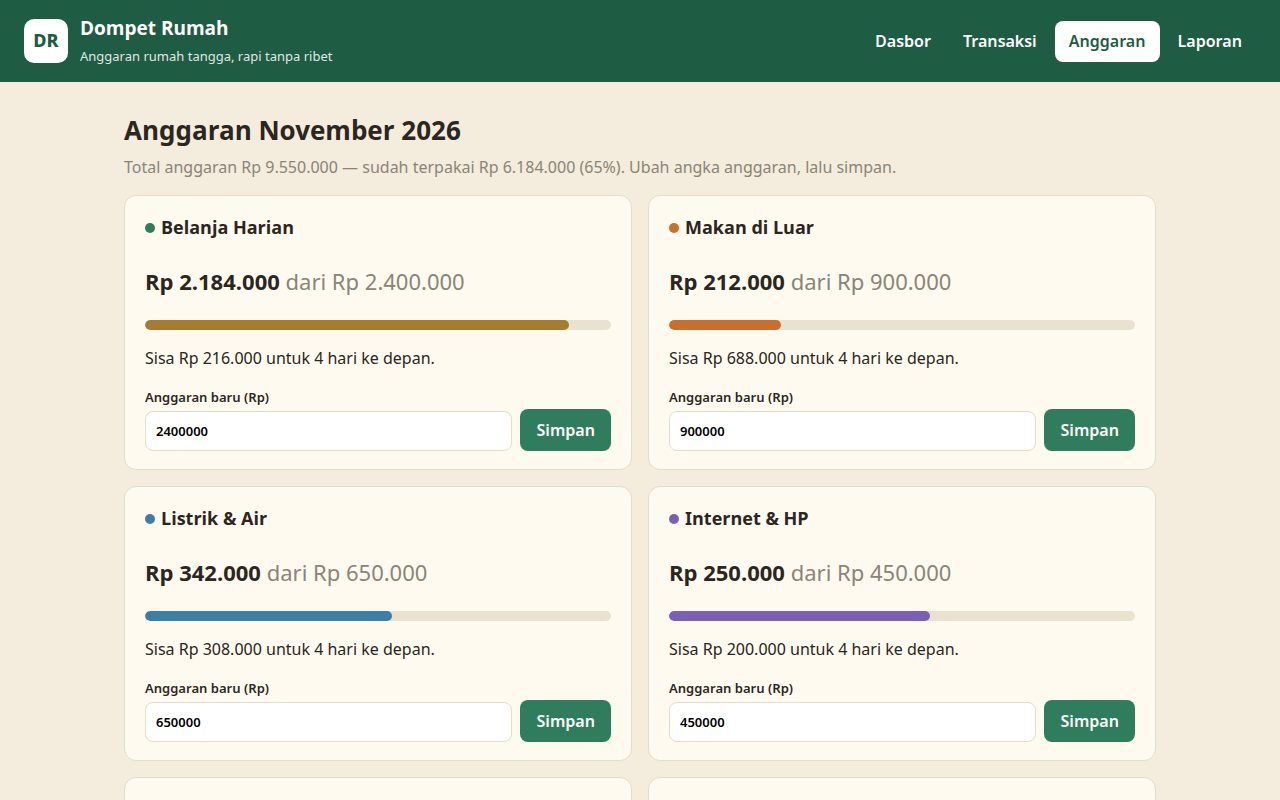 DR
Dompet Rumah
Anggaran rumah tangga, rapi tanpa ribet
Dasbor
Transaksi
Anggaran
Laporan
Anggaran November 2026
Total anggaran Rp 9.550.000 — sudah terpakai Rp 6.184.000 (65%). Ubah angka anggaran, lalu simpan.
Belanja Harian
Rp 2.184.000 dari Rp 2.400.000
Sisa Rp 216.000 untuk 4 hari ke depan.
Anggaran baru (Rp)
2400000
Simpan
Makan di Luar
Rp 212.000 dari Rp 900.000
Sisa Rp 688.000 untuk 4 hari ke depan.
Anggaran baru (Rp)
900000
Simpan
Listrik & Air
Rp 342.000 dari Rp 650.000
Sisa Rp 308.000 untuk 4 hari ke depan.
Anggaran baru (Rp)
650000
Simpan
Internet & HP
Rp 250.000 dari Rp 450.000
Sisa Rp 200.000 untuk 4 hari ke depan.
Anggaran baru (Rp)
450000
Simpan